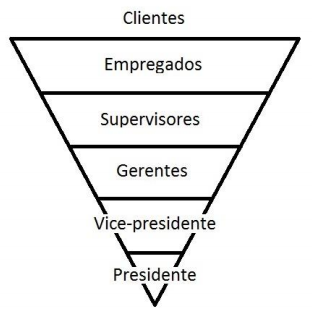 Clientes
Empregados
Supervisores
Gerentes
Vice-presidente
Presidente